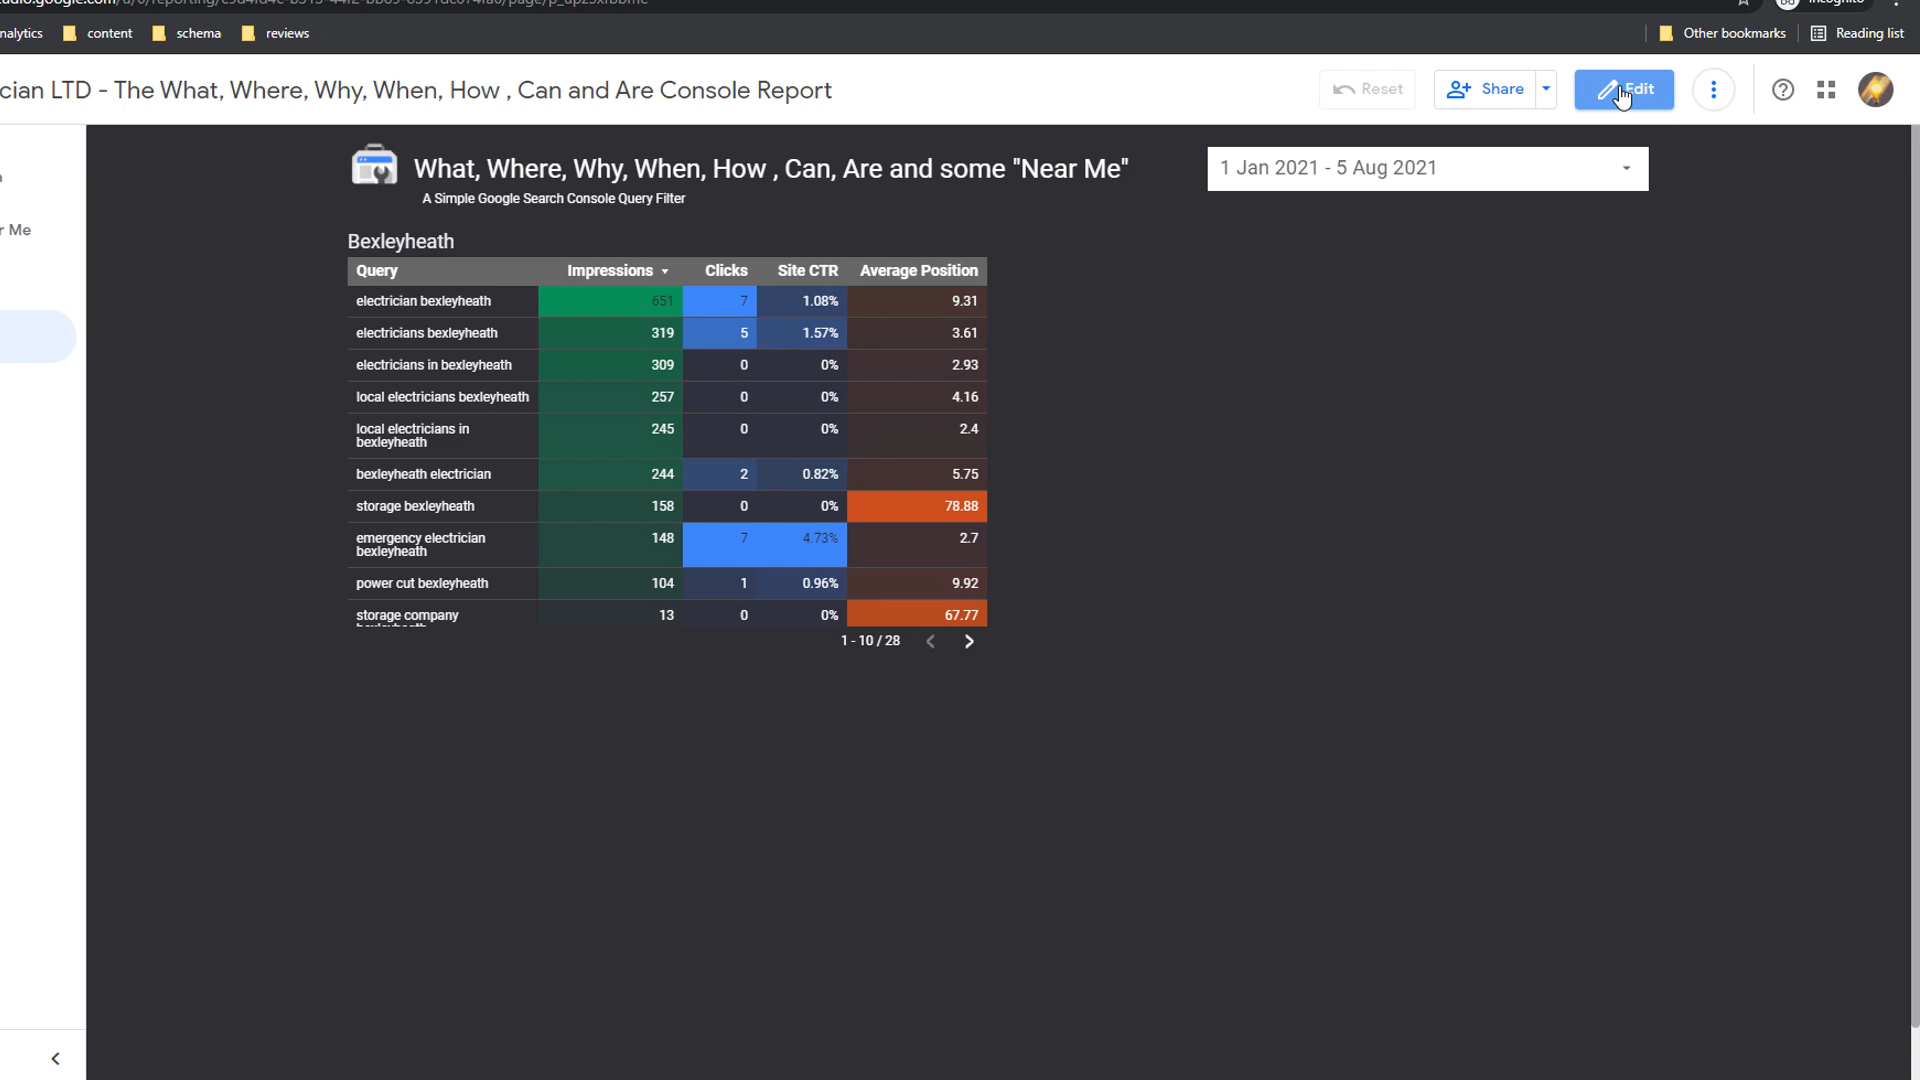 nalytics content schema reviews Other bookmarks Reading list
cian LTD - The What, Where, Why, When, How , Can and Are Console Report Reset Share Edit
What, Where, Why, When, How , Can, Are and some "Near Me" 1 Jan 2021 - 5 Aug 2021
A Simple Google Search Console Query Filter
r Me
Bexleyheath
Query Impressions Clicks Site CTR Average Position
electrician bexleyheath 651 7 1.08% 9.31
electricians bexleyheath 319 5 1.57% 3.61
electricians in bexleyheath 309 0 0% 2.93
local electricians bexleyheath 257 0 0% 4.16
local electricians in 245 0 0% 2.4
bexleyheath
bexleyheath electrician 244 2 0.82% 5.75
storage bexleyheath 158 0 0% 78.88
emergency electrician 148 7 4.73% 2.7
bexleyheath
power cut bexleyheath 104 1 0.96% 9.92
storage company 13 0 0% 67.77
1 - 10 / 28